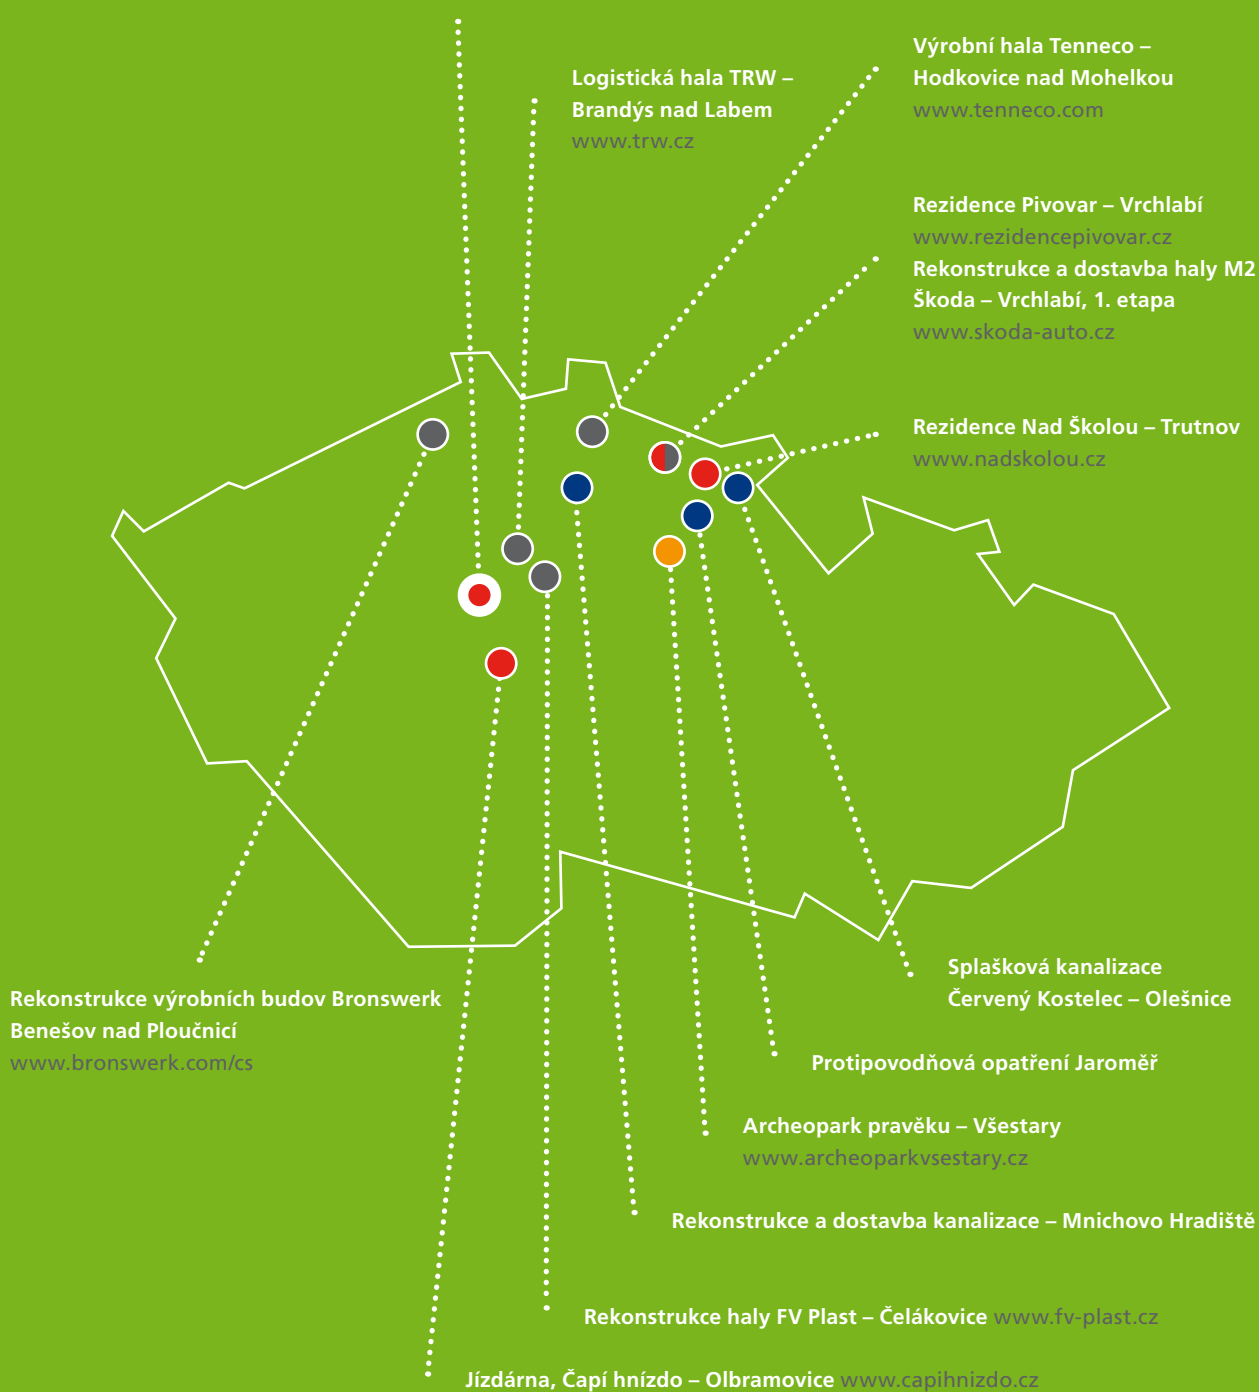 Logistická hala TRW –
Brandýs nad Labem
www.trw.cz
Výrobní hala Tenneco –
Hodkovice nad Mohelkou
www.tenneco.com
Rezidence Pivovar – Vrchlabí
www.rezidencepivovar.cz
Rekonstrukce a dostavba haly M2
Škoda – Vrchlabí, 1. etapa
www.skoda-auto.cz
Rezidence Nad Školou – Trutnov
www.nadskolou.cz
Rekonstrukce výrobních budov Bronswerk
Benešov nad Ploučnicí
www.bronswerk.com/cs
Splašková kanalizace
Červený Kostelec – Olešnice
Protipovodňová opatření Jaroměř
Archeopark pravěku – Všestary
www.archeoparkvsestary.cz
Rekonstrukce a dostavba kanalizace – Mnichovo Hradiště
Rekonstrukce haly FV Plast – Čelákovice www.fv-plast.cz
Jízdárna, Čapí hnízdo – Olbramovice www.capihnizdo.cz